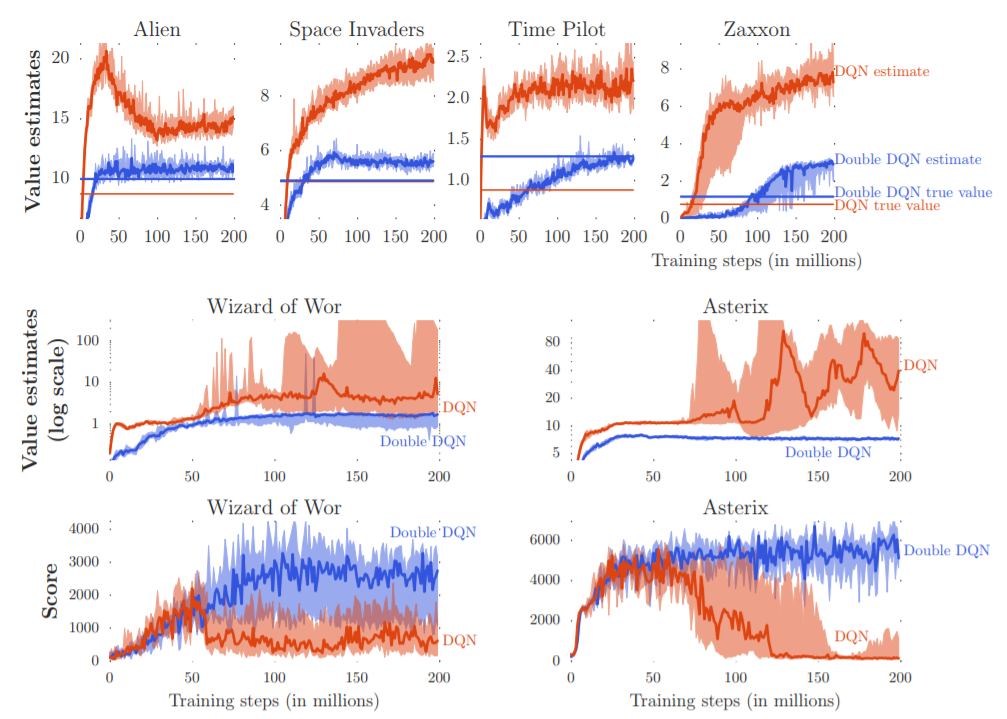 Alien
Space Invaders
Time Pilot
Zaxxon
Value estimates
20
15
10
0 50 100 150 200
8
6
4
0 50 100 150 200
2.5
2.0
1.5
1.0
0 50 100 150 200
8
6
4
2
0
0 50 100 150 200
DQN estimate
Double DQN estimate
Double DQN true value
DQN true value
Training steps (in millions)
Wizard of Wor
Asterix
Value estimates
(log scale)
100
10
1
0 50 100 150 200
DQN
Double DQN
80
40
20
10
5
0 50 100 150 200
DQN
Double DQN
Wizard of Wor
Asterix
Score
4000
3000
2000
1000
0
0 50 100 150 200
Double DQN
DQN
Training steps (in millions)
6000
4000
2000
0
0 50 100 150 200
Double DQN
DQN
Training steps (in millions)